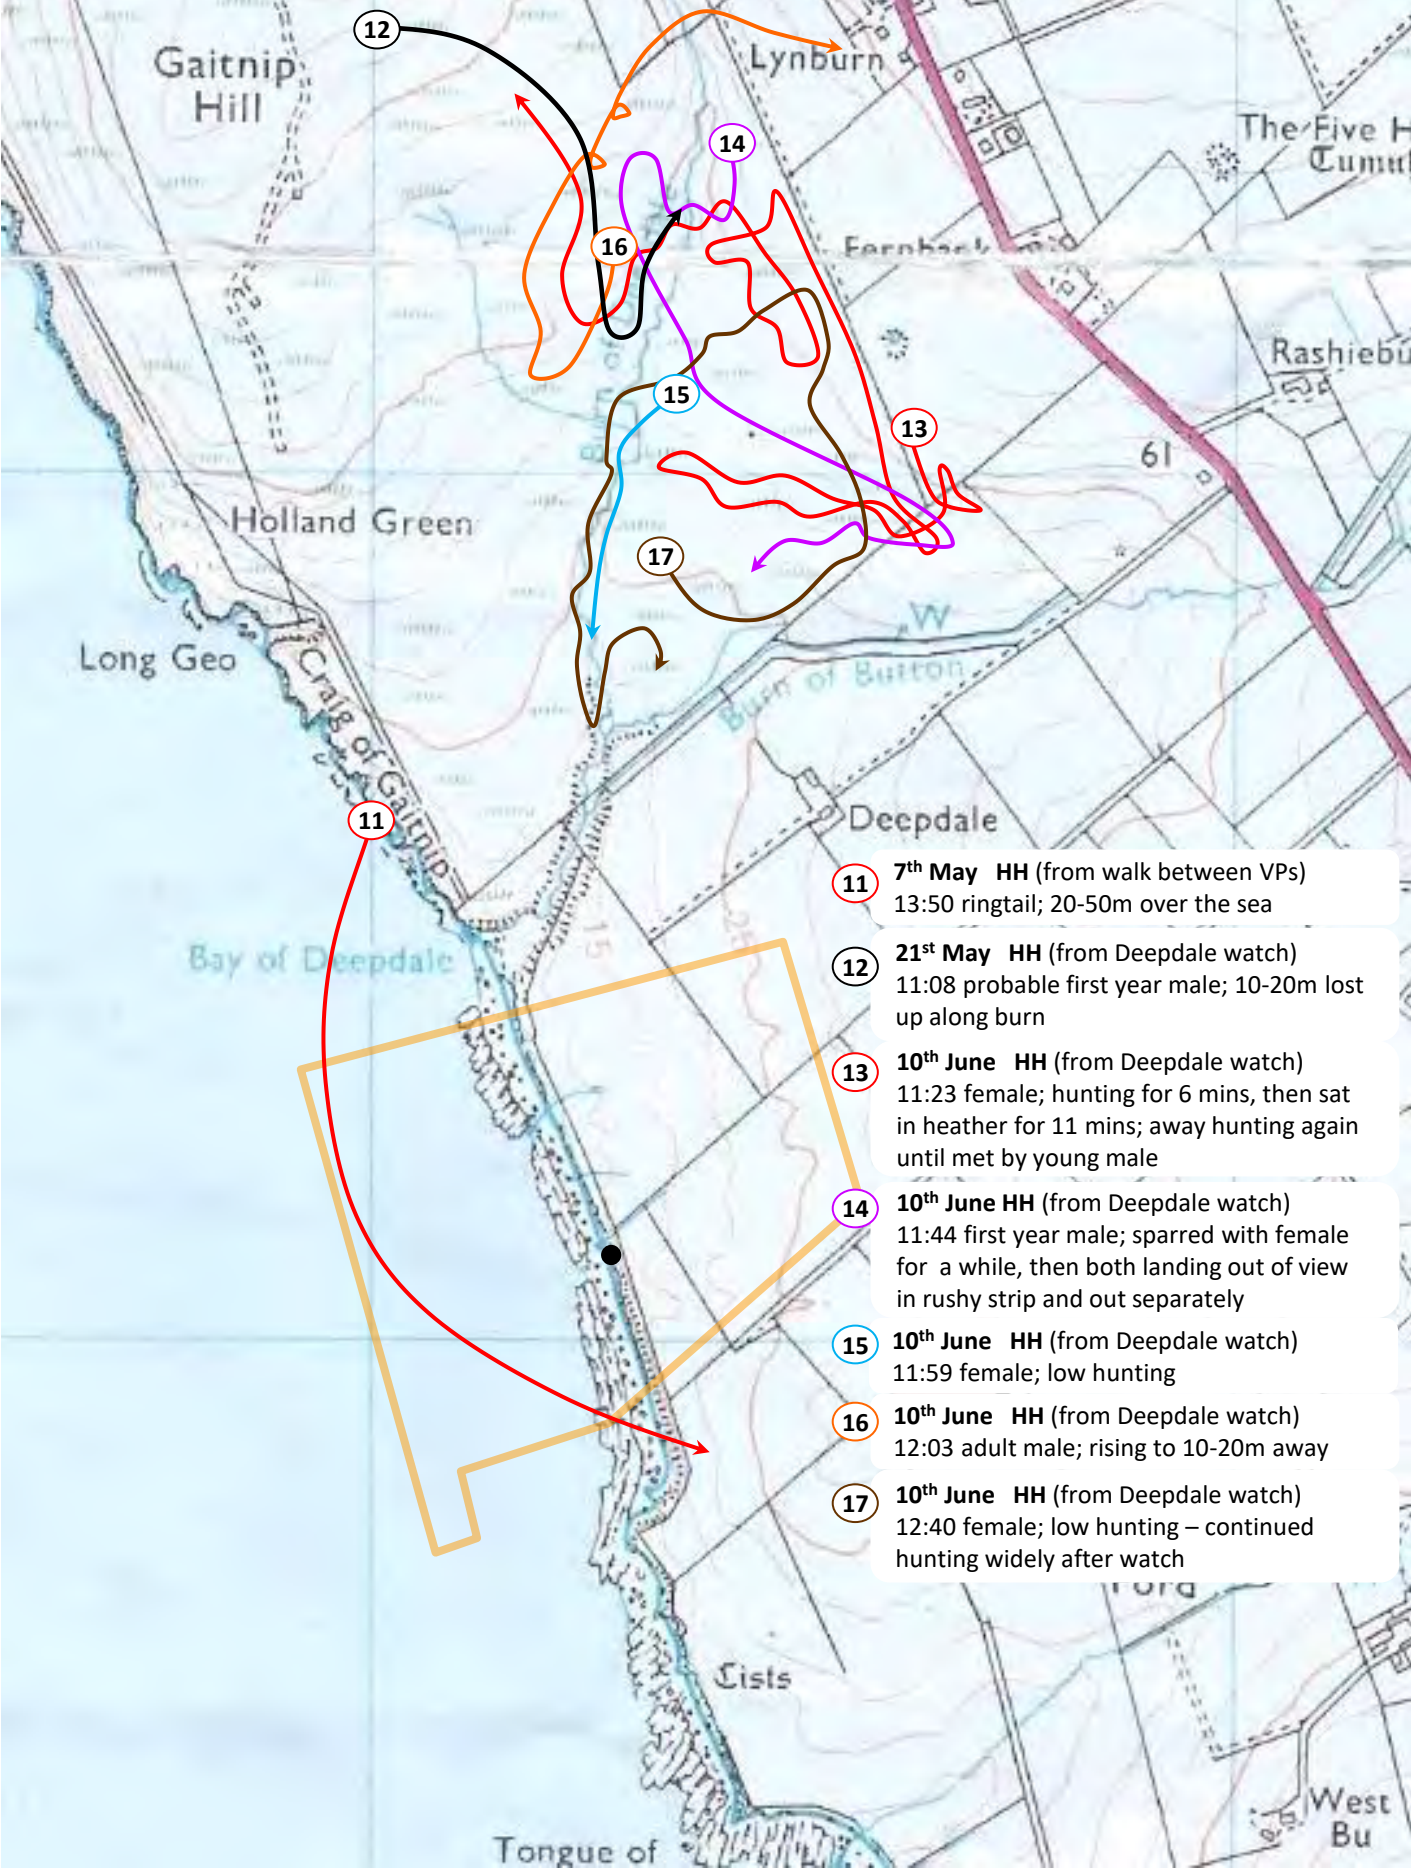 12
Gaitnip
Hill
Lynburn
14
The Five
16
Fernbank
15
Rashiebu
13
61
Holland Green
17
W
Long Geo
Burn of Button
Craig of Gaitnip
11
Deepdale
Bay of Deepdale
15
25
11 7th May HH (from walk between VPs)
13:50 ringtail; 20-50m over the sea
12 21st May HH (from Deepdale watch)
11:08 probable first year male; 10-20m lost
up along burn
13 10th June HH (from Deepdale watch)
11:23 female; hunting for 6 mins, then sat
in heather for 11 mins; away hunting again
until met by young male
14 10th June HH (from Deepdale watch)
11:44 first year male; sparred with female
for a while, then both landing out of view
in rushy strip and out separately
15 10th June HH (from Deepdale watch)
11:59 female; low hunting
16 10th June HH (from Deepdale watch)
12:03 adult male; rising to 10-20m away
17 10th June HH (from Deepdale watch)
12:40 female; low hunting – continued
hunting widely after watch
Cists
West
Bu
Tongue of